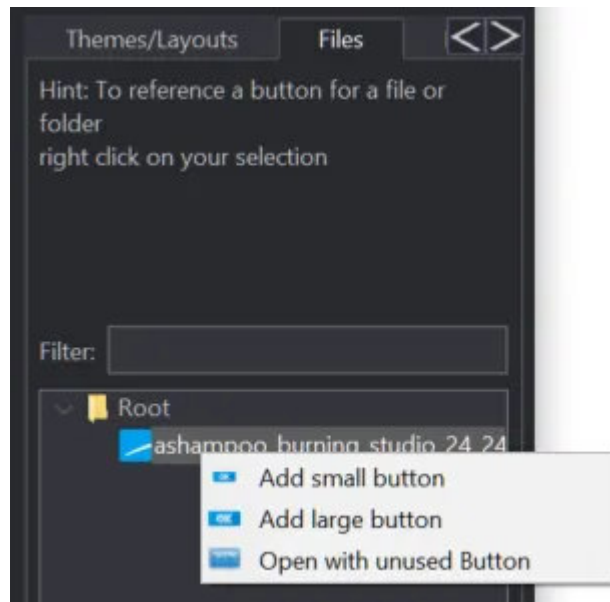 Themes/Layouts Files
Hint: To reference a button for a file or
folder
right click on your selection
Filter:
Root
ashampoo_burning_studio_24_24
Add small button
Add large button
Open with unused Button